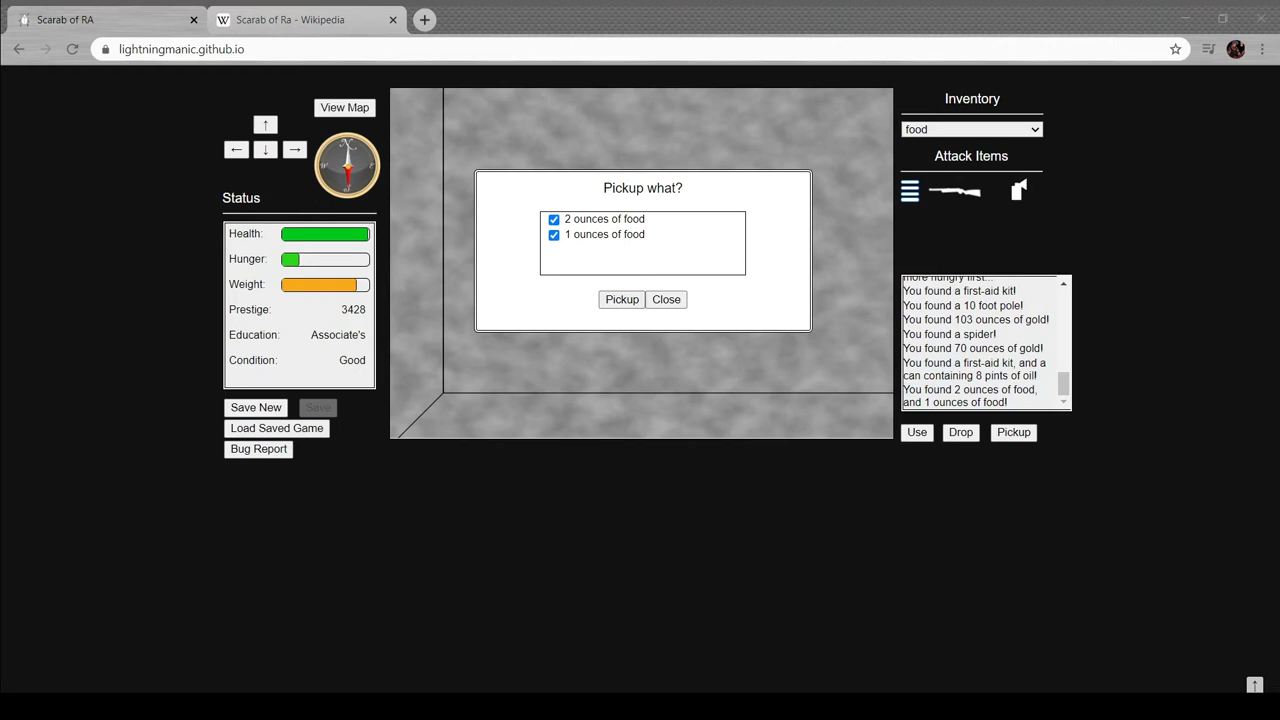 Scarab of RA
Scarab of Ra - Wikipedia
lightningmanic.github.io
View Map
Status
Health:
Hunger:
Weight:
Prestige: 3428
Education: Associate's
Condition: Good
Save New Save
Load Saved Game
Bug Report
Pickup what?
2 ounces of food
1 ounces of food
Pickup Close
Inventory
food
Attack Items
more hungry first...
You found a first-aid kit!
You found a 10 foot pole!
You found 103 ounces of gold!
You found a spider!
You found 70 ounces of gold!
You found a first-aid kit, and a
can containing 8 pints of oil!
You found 2 ounces of food,
and 1 ounces of food!
Use Drop Pickup